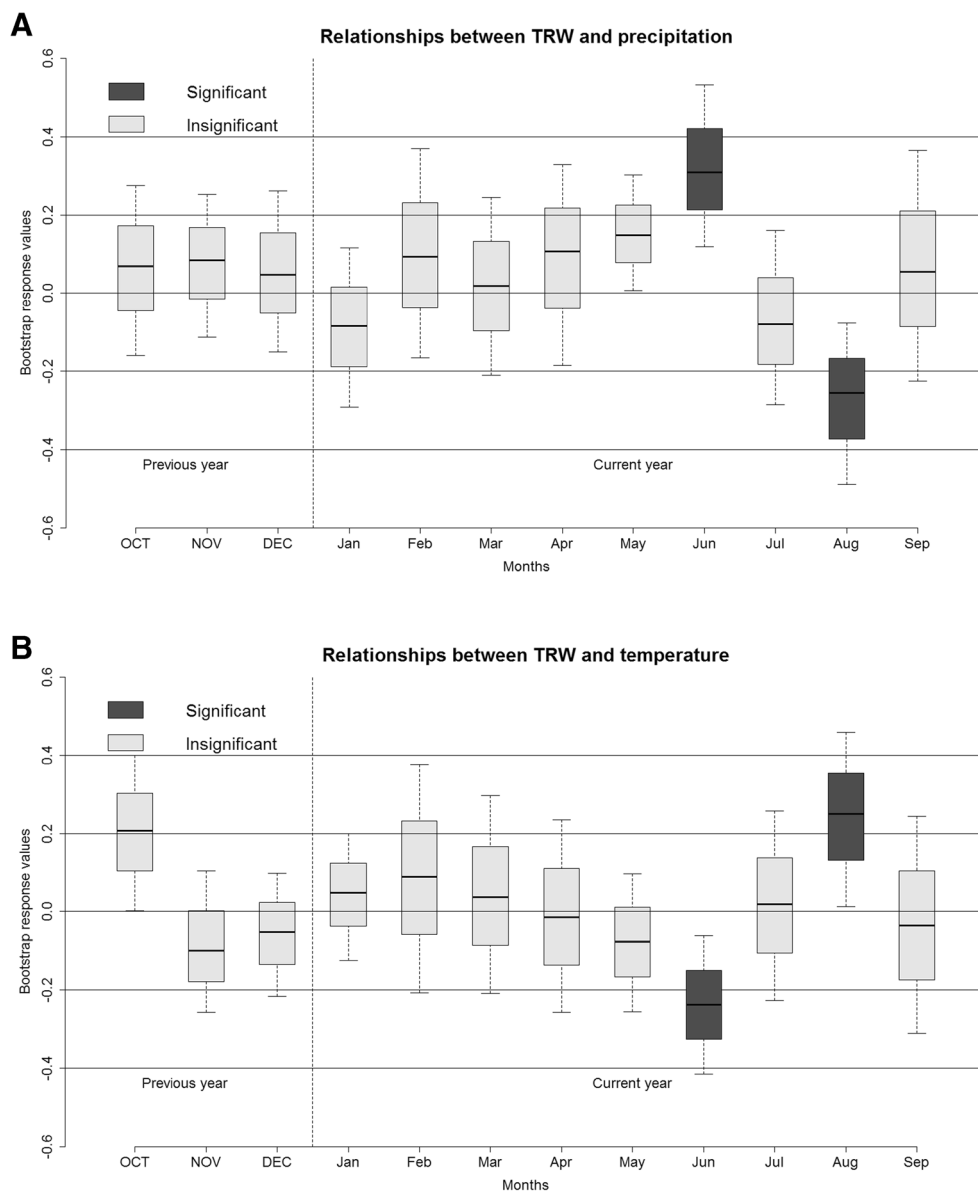 A
Relationships between TRW and precipitation
Significant
Insignificant
Bootstrap response values
0.6
0.4
0.2
0.0
-0.2
-0.4
-0.6
Previous year
Current year
OCT NOV DEC Jan Feb Mar Apr May Jun Jul Aug Sep
Months
B
Relationships between TRW and temperature
Significant
Insignificant
Bootstrap response values
0.6
0.4
0.2
0.0
-0.2
-0.4
-0.6
Previous year
Current year
OCT NOV DEC Jan Feb Mar Apr May Jun Jul Aug Sep
Months